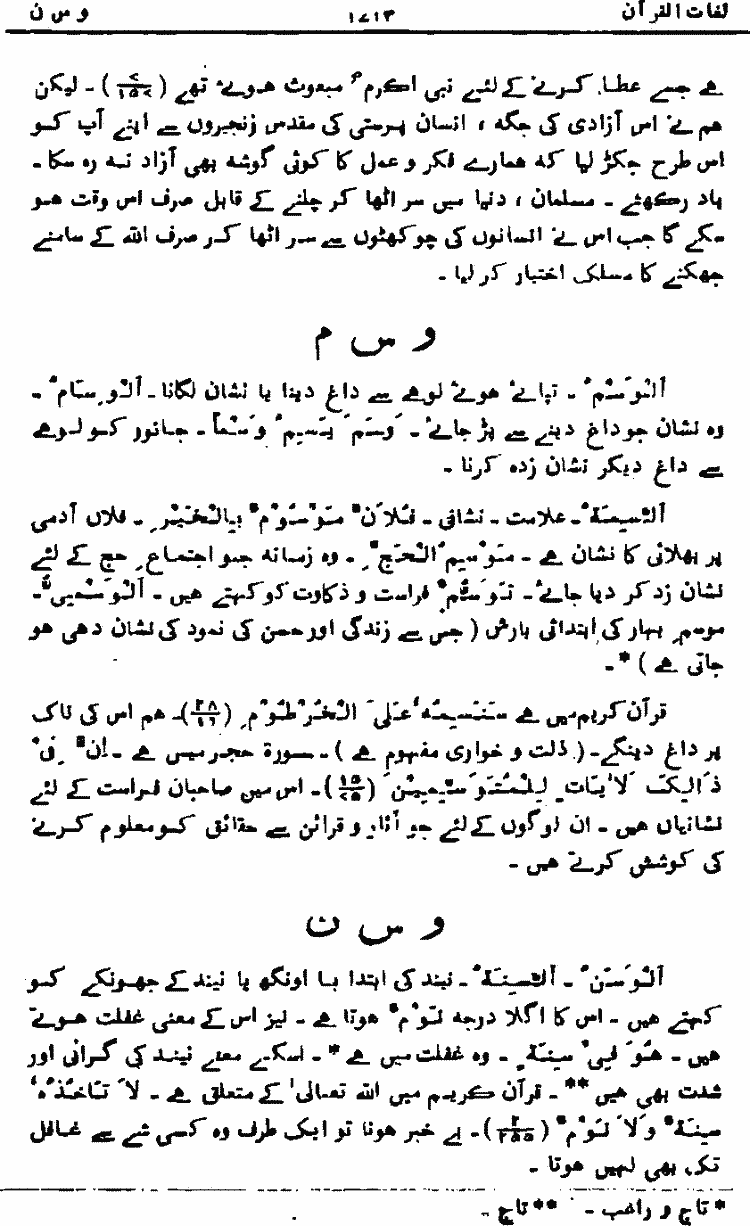 لغات القرآن ۱۷۱۳ و س ن
ہے جسے عطا کرنے کے لئے نبی اکرمؐ مبعوث ہوئے تھے (۷/۱۵۷)۔ لیکن
ہم نے اس آزادی کی جگہ ، انسان پرستی کی مقدس زنجیروں سے اپنے آپ کو
اس طرح جکڑ لیا کہ ہمارے فکر و عمل کا کوئی گوشہ بھی آزاد نہ رہ سکا۔
یاد رکھئے ۔ مسلمان ، دنیا میں سر اٹھا کر چلنے کے قابل صرف اس وقت ہو
سکے گا جب اس نے انسانوں کی چوکھٹوں سے سر اٹھا کر صرف اللہ کے سامنے
جھکنے کا مسلک اختیار کر لیا ۔
و س م
اَلْوَسْمُ ۔ تپائے ہوئے لوہے سے داغ دینا یا نشان لگانا۔ اَلْوِسَامُ ۔
وہ نشان جو داغ دینے سے پڑ جائے ۔ وَسَمَ یَسِیمُ وَسْماً ۔ جانور کو لوہے
سے داغ دیکر نشان زدہ کرنا ۔
اَلسِّیمَۃُ ۔ علامت ۔ نشانی ۔ فُلَانٌ مَوْسُوْمٌ بِالْخَیْرِ ۔ فلاں آدمی
پر بھلائی کا نشان ہے ۔ مَوْسِیمُ الْحَجِّ ۔ وہ زمانہ جو اجتماعِ حج کے لئے
نشان زد کر دیا جائے ۔ تَوَسُّمٌ فراست و ذکاوت کو کہتے ہیں ۔ اَلْوَسْمِیُّ ۔
موسمِ بہار کی ابتدائی بارش ( جس سے زندگی اور حسن کی نمود کی نشان دھی ہو
جاتی ہے ) * ۔
قرآن کریم میں ہے سَنَسِیمُہٗ عَلَی الْخُرْطُوْمِ (۶۸/۱۶)۔ ہم اس کی ناک
پر داغ دینگے ۔ ( ذلت و خواری مفہوم ہے ) ۔ سورۃ حجر میں ہے ۔ اِنَّ فِیْ
ذَالِیکَ لَاٰیَاتٍ لِلْمُتَوَسِّیمِیْنَ (۱۵/۷۵)۔ اس میں صاحبان فراست کے لئے
نشانیاں ہیں ۔ ان لوگوں کے لئے جو آثار و قرائن سے حقائق کو معلوم کرنے
کی کوشش کرتے ہیں ۔
و س ن
اَلْوَسَنُ ۔ اَلسِّینَۃُ ۔ نیند کی ابتدا یا اونگھ یا نیند کے جھونکے کو
کہتے ہیں ۔ اس کا اگلا درجہ نَوْمٌ ہوتا ہے ۔ نیز اس کے معنی غفلت ہوتے
ہیں ۔ ھُوَ فِیْ سِینَۃٍ ۔ وہ غفلت میں ہے * ۔ اسکے معنے نیند کی گرانی اور
شدت بھی ہیں ** ۔ قرآن کریم میں اللہ تعالیٰ کے متعلق ہے ۔ لَا تَاْخُذُہٗ
سِینَۃٌ وَلَا نَوْمٌ (۲/۲۵۵)۔ بے خبر ہونا تو ایک طرف وہ کسی شے سے غافل
تک بھی نہیں ہوتا ۔
* تاج و راغب ۔ ** تاج ۔